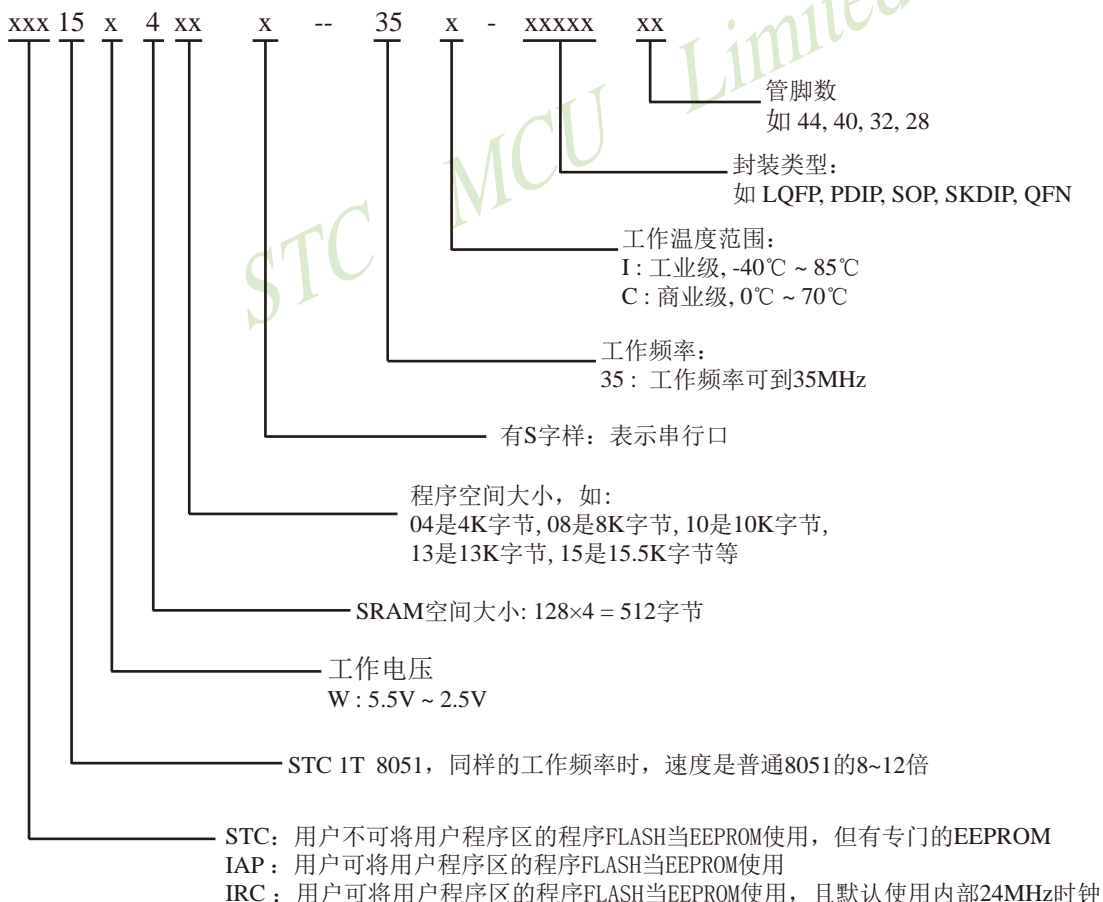 xxx 15 x 4 xx x -- 35 x - xxxxx xx
管脚数
如 44, 40, 32, 28
封装类型：
如 LQFP, PDIP, SOP, SKDIP, QFN
工作温度范围：
I : 工业级, -40℃ ~ 85℃
C : 商业级, 0℃ ~ 70℃
工作频率：
35 : 工作频率可到35MHz
有S字样：表示串行口
程序空间大小，如:
04是4K字节, 08是8K字节, 10是10K字节,
13是13K字节, 15是15.5K字节等
SRAM空间大小: 128×4 = 512字节
工作电压
W : 5.5V ~ 2.5V
STC 1T 8051，同样的工作频率时，速度是普通8051的8~12倍
STC：用户不可将用户程序区的程序FLASH当EEPROM使用，但有专门的EEPROM
IAP：用户可将用户程序区的程序FLASH当EEPROM使用
IRC：用户可将用户程序区的程序FLASH当EEPROM使用，且默认使用内部24MHz时钟
STC MCU Limited